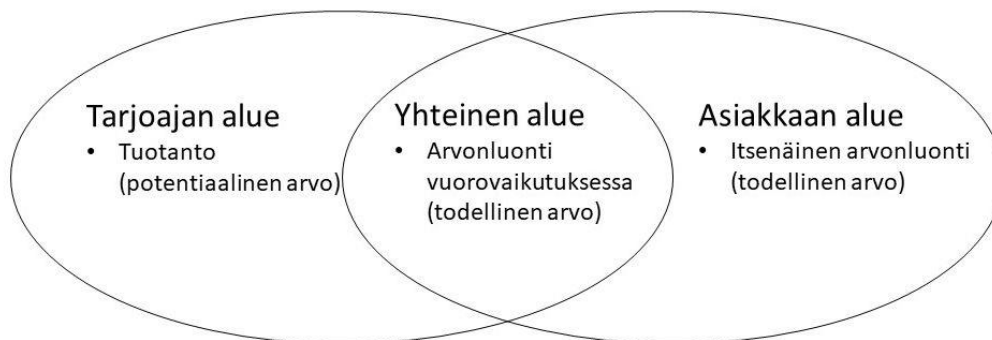 Tarjoajan alue
• Tuotanto
(potentiaalinen arvo)
Yhteinen alue
• Arvonluonti
vuorovaikutuksessa
(todellinen arvo)
Asiakkaan alue
• Itsenäinen arvonluonti
(todellinen arvo)